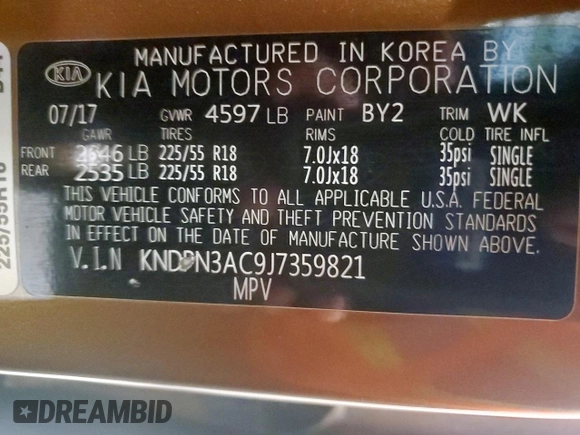 MANUFACTURED IN KOREA BY
KIA KIA MOTORS CORPORATION
07/17 GVWR 4597 LB PAINT BY2 TRIM WK
GAWR TIRES RIMS COLD TIRE INFL
FRONT 2646 LB 225/55 R18 7.0Jx18 35psi SINGLE
REAR 2535 LB 225/55 R18 7.0Jx18 35psi SINGLE
THIS VEHICLE CONFORMS TO ALL APPLICABLE U.S.A. FEDERAL
MOTOR VEHICLE SAFETY AND THEFT PREVENTION STANDARDS
IN EFFECT ON THE DATE OF MANUFACTURE SHOWN ABOVE.
V.I.N KNDPN3AC9J7359821
MPV
225/55R18
DREAMBID